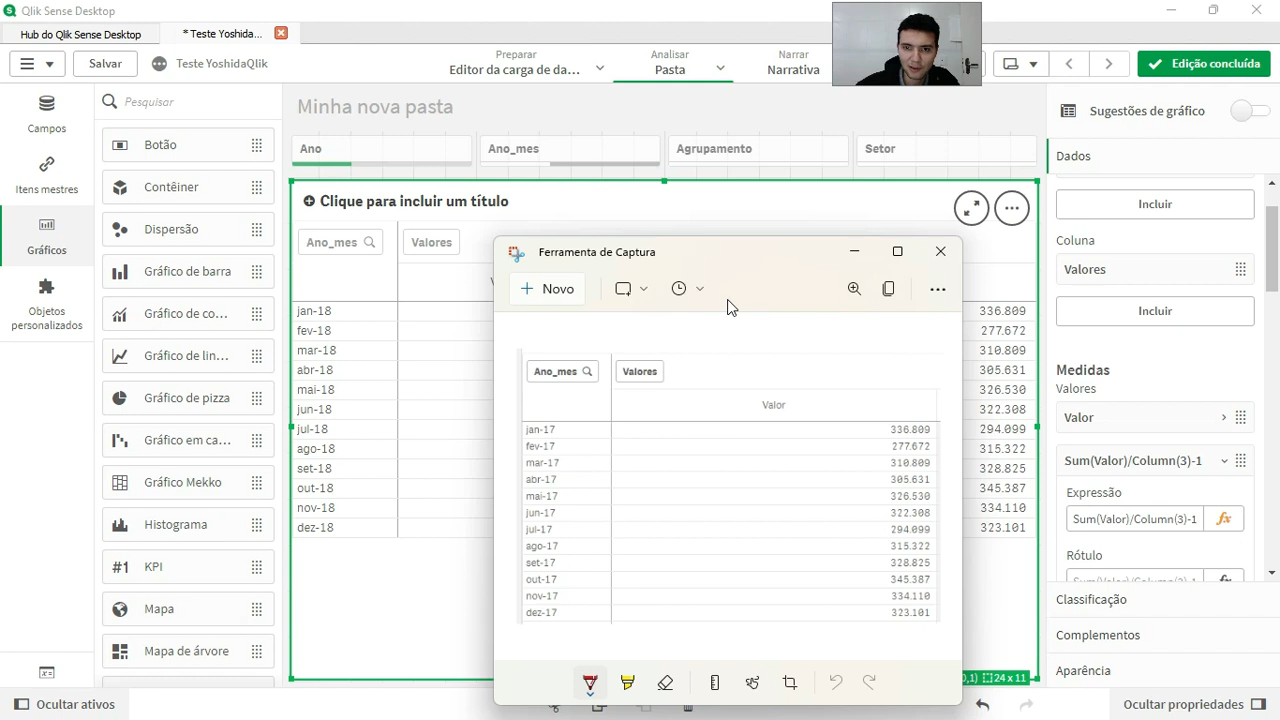 Qlik Sense Desktop
Hub do Qlik Sense Desktop
* Teste Yoshida...
Salvar
Teste YoshidaQlik
Preparar
Editor da carga de da...
Analisar
Pasta
Narrar
Narrativa
Edição concluída
Campos
Itens mestres
Gráficos
Objetos
personalizados
Pesquisar
Botão
Contêiner
Dispersão
Gráfico de barra
Gráfico de co...
Gráfico de lin...
Gráfico de pizza
Gráfico em ca...
Gráfico Mekko
Histograma
#1 KPI
Mapa
Mapa de árvore
Minha nova pasta
Ano
Ano_mes
Agrupamento
Setor
Clique para incluir um título
Ano_mes
Valores
jan-18 336.809
fev-18 277.672
mar-18 310.809
abr-18 305.631
mai-18 326.530
jun-18 322.308
jul-18 294.099
ago-18 315.322
set-18 328.825
out-18 345.387
nov-18 334.110
dez-18 323.101
Ferramenta de Captura
Novo
Ano_mes
Valores
Valor
jan-17 336.809
fev-17 277.672
mar-17 310.809
abr-17 305.631
mai-17 326.530
jun-17 322.308
jul-17 294.099
ago-17 315.322
set-17 328.825
out-17 345.387
nov-17 334.110
dez-17 323.101
24 x 11
Sugestões de gráfico
Dados
Incluir
Coluna
Valores
Incluir
Medidas
Valores
Valor
Sum(Valor)/Column(3)-1
Expressão
Sum(Valor)/Column(3)-1
Rótulo
Classificação
Complementos
Aparência
Ocultar ativos
Ocultar propriedades